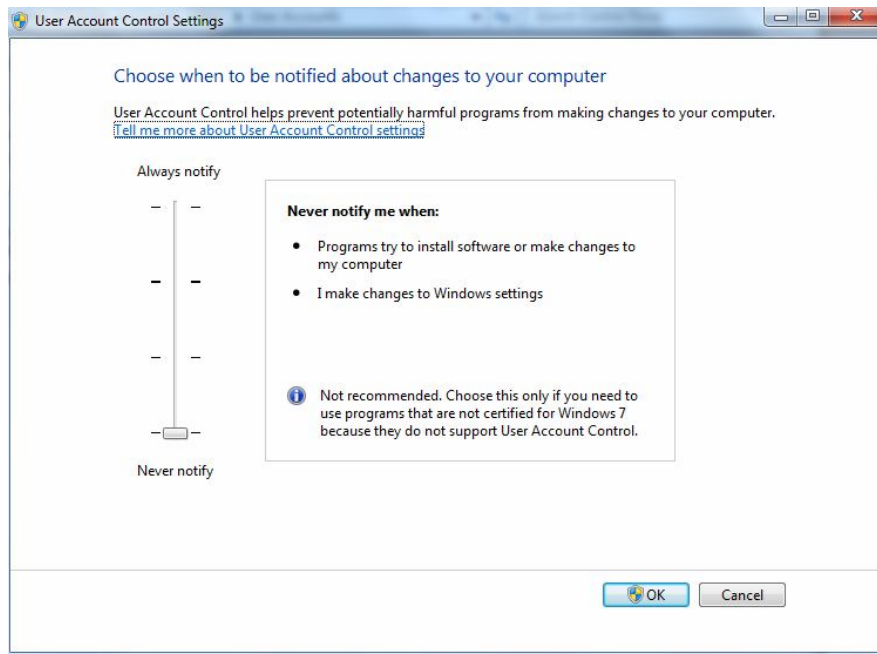 User Account Control Settings
Choose when to be notified about changes to your computer
User Account Control helps prevent potentially harmful programs from making changes to your computer.
Tell me more about User Account Control settings
Always notify
Never notify me when:
• Programs try to install software or make changes to
my computer
• I make changes to Windows settings
Not recommended. Choose this only if you need to
use programs that are not certified for Windows 7
because they do not support User Account Control.
Never notify
OK
Cancel